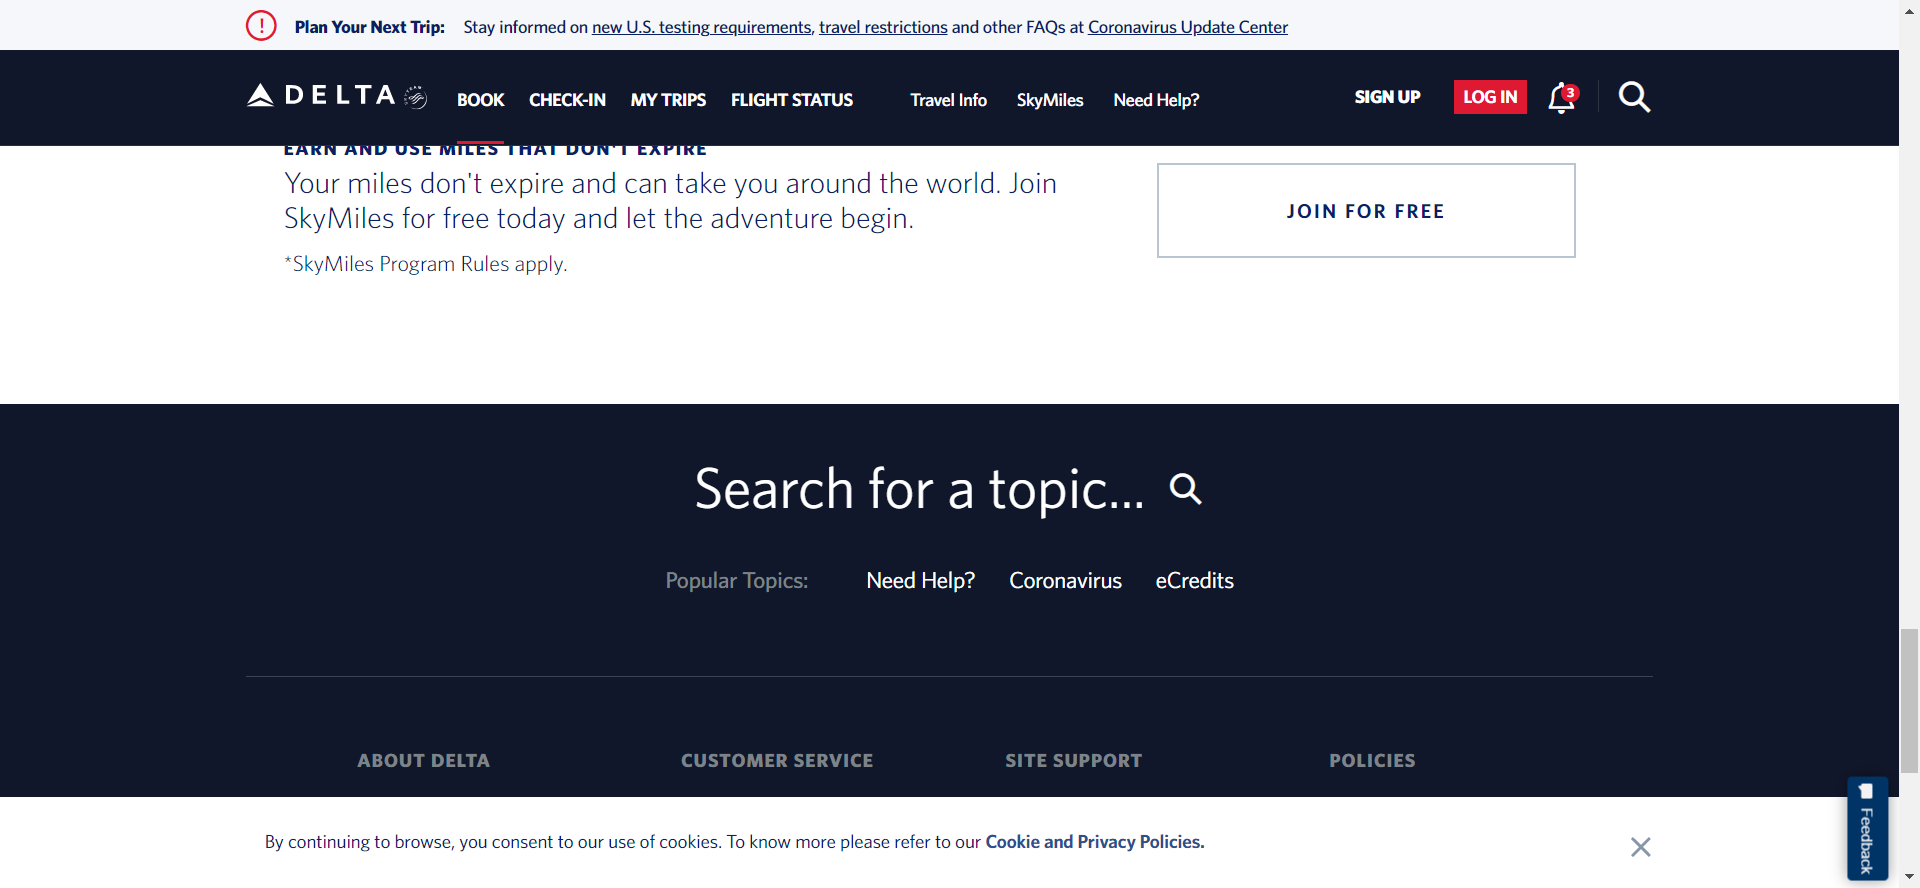 Plan Your Next Trip: Stay informed on new U.S. testing requirements, travel restrictions and other FAQs at Coronavirus Update Center
DELTA BOOK CHECK-IN MY TRIPS FLIGHT STATUS Travel Info SkyMiles Need Help? SIGN UP LOG IN 3
EARN AND USE MILES THAT DON'T EXPIRE
Your miles don't expire and can take you around the world. Join
SkyMiles for free today and let the adventure begin.
*SkyMiles Program Rules apply.
JOIN FOR FREE
Search for a topic...
Popular Topics: Need Help? Coronavirus eCredits
ABOUT DELTA CUSTOMER SERVICE SITE SUPPORT POLICIES
Feedback
By continuing to browse, you consent to our use of cookies. To know more please refer to our Cookie and Privacy Policies.